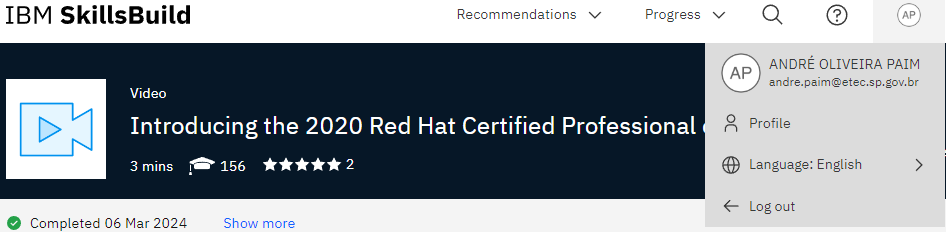 IBM SkillsBuild
Recommendations
Progress
AP
AP
ANDRÉ OLIVEIRA PAIM
andre.paim@etec.sp.gov.br
Profile
Language: English
Log out
Video
Introducing the 2020 Red Hat Certified Professional
3 mins
156
2
Completed 06 Mar 2024
Show more